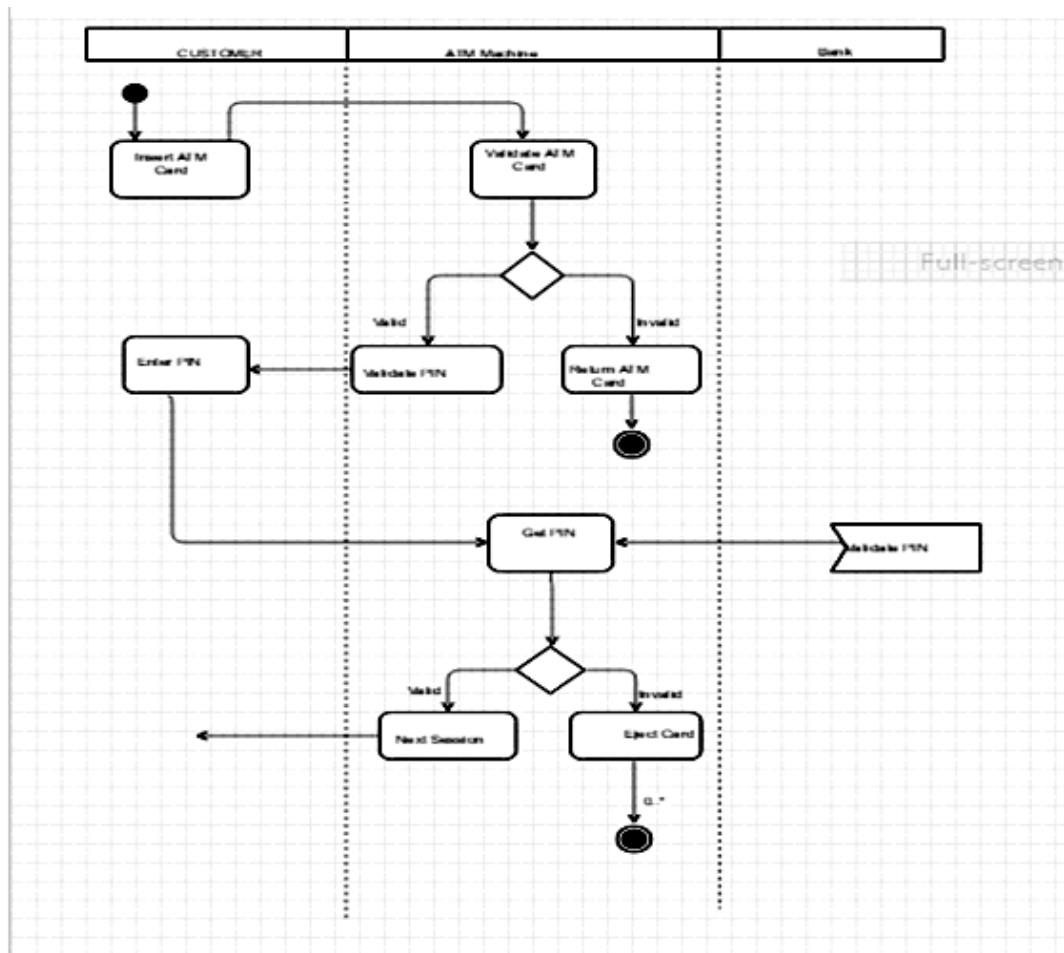 CUSTOMER
ATM Machine
Bank
Insert ATM
Card
Validate ATM
Card
Full-screen
Valid
Invalid
Enter PIN
Validate PIN
Return ATM
Card
Get PIN
Validate PIN
Valid
Invalid
Next Session
Eject Card
0..*